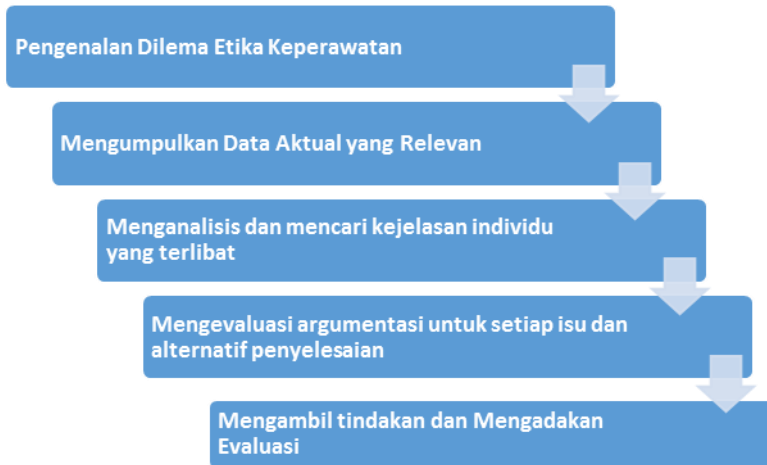 Pengenalan Dilema Etika Keperawatan
Mengumpulkan Data Aktual yang Relevan
Menganalisis dan mencari kejelasan individu
yang terlibat
Mengevaluasi argumentasi untuk setiap isu dan
alternatif penyelesaian
Mengambil tindakan dan Mengadakan
Evaluasi